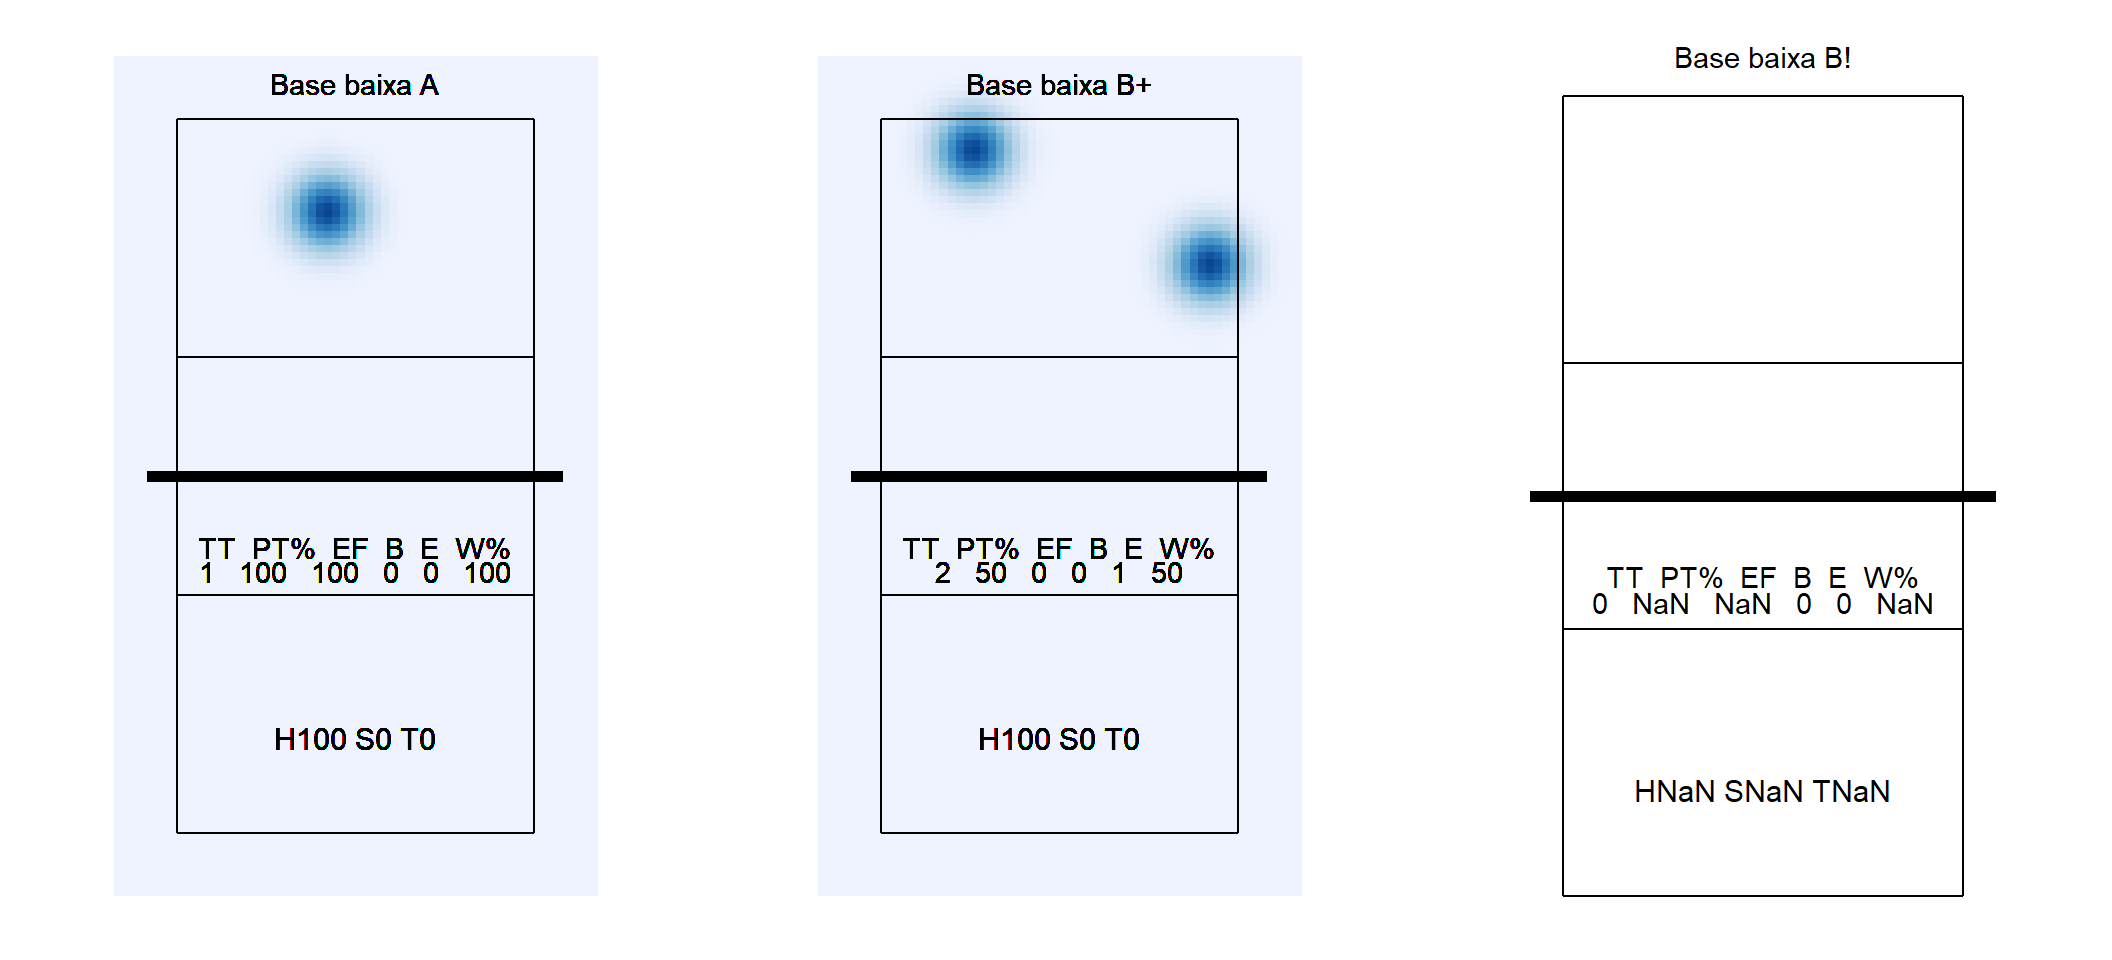 Base baixa A
TT PT% EF B E W%
1 100 100 0 0 100
H100 S0 T0
Base baixa B+
TT PT% EF B E W%
2 50 0 0 1 50
H100 S0 T0
Base baixa B!
TT PT% EF B E W%
0 NaN NaN 0 0 NaN
HNaN SNaN TNaN